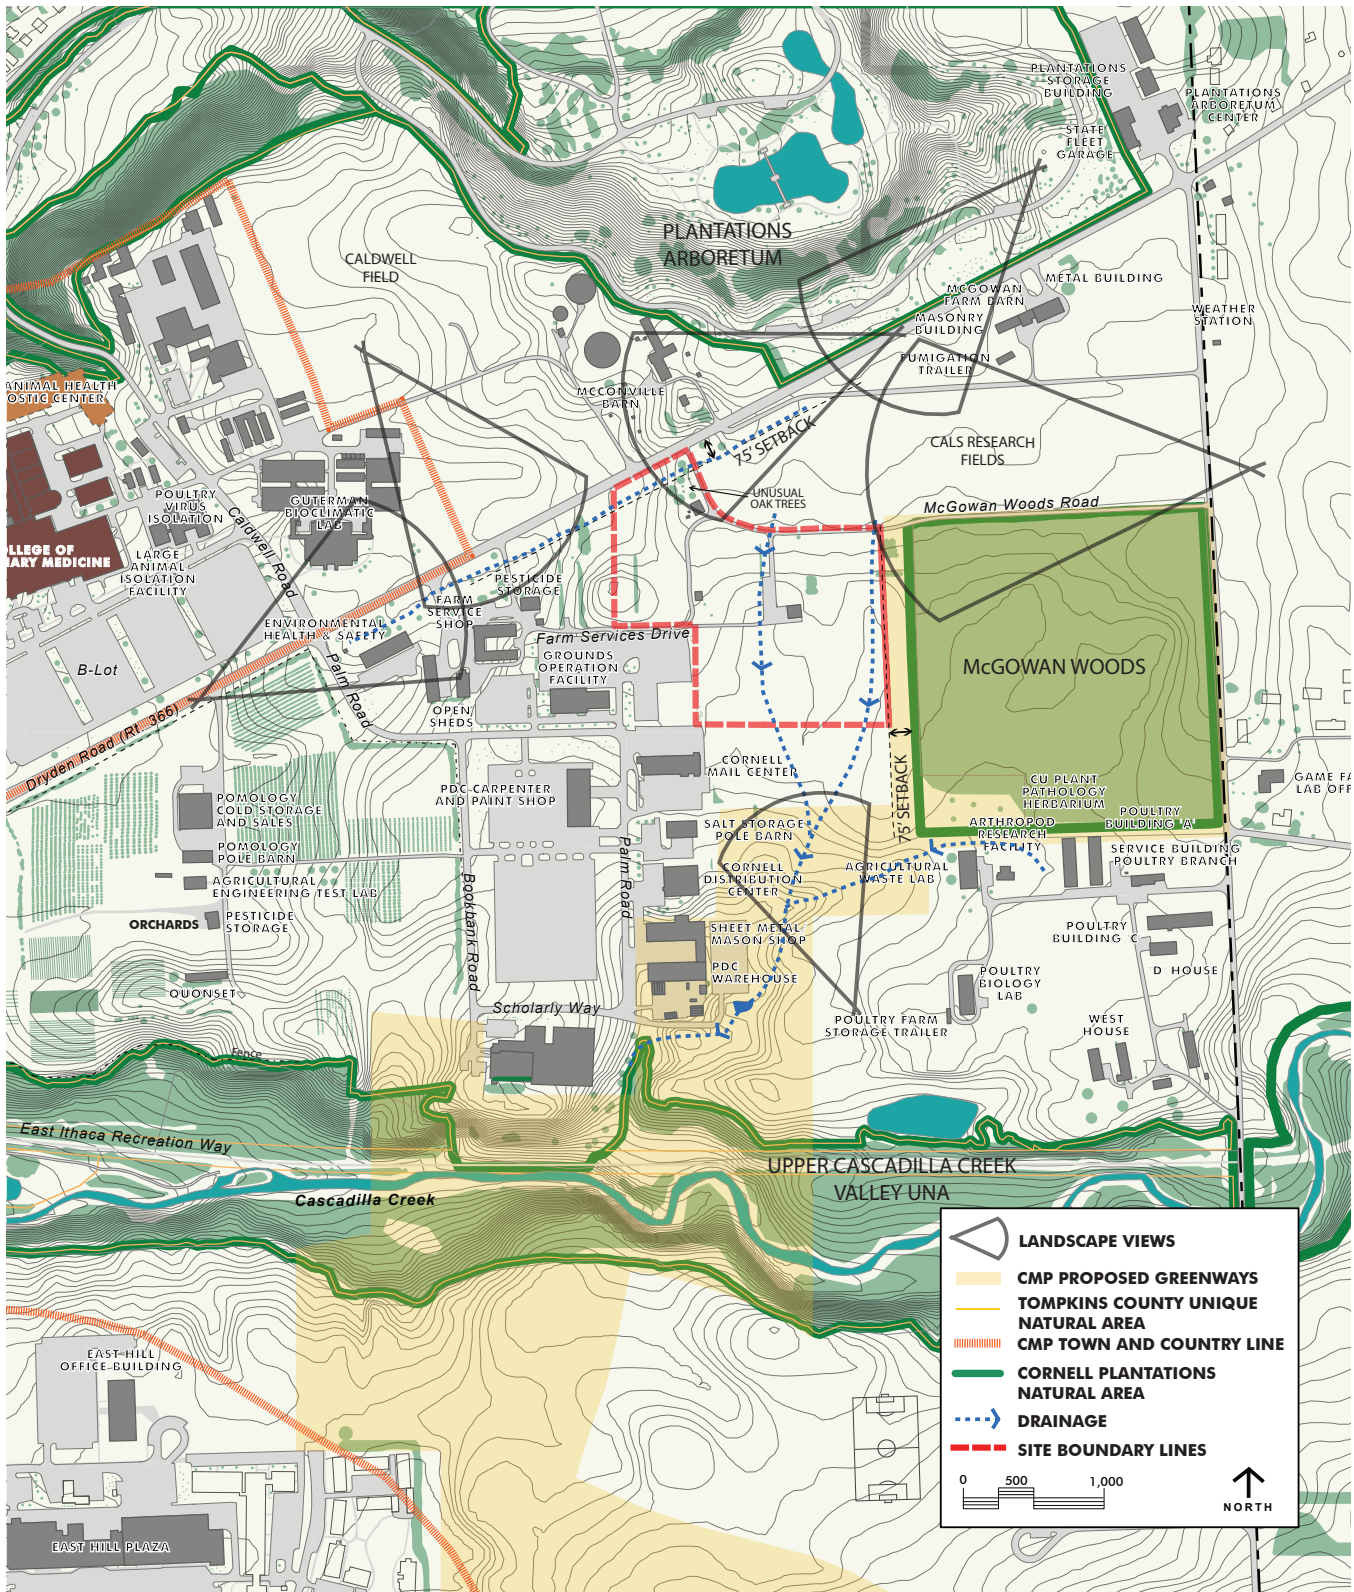 PLANTATIONS
STORAGE
BUILDING
PLANTATIONS
ARBORETUM
CENTER
STATE
FLEET
GARAGE
PLANTATIONS
ARBORETUM
CALDWELL
FIELD
METAL BUILDING
MCGOWAN
FARM BARN
MASONRY
BUILDING
WEATHER
STATION
FUMIGATION
TRAILER
ANIMAL HEALTH
OSTIC CENTER
MCCONVILLE
BARN
75' SETBACK
CALS RESEARCH
FIELDS
UNUSUAL
OAK TREES
McGowan Woods Road
POULTRY
VIRUS
ISOLATION
GUTERMAN
BIOCLIMATIC
LAB
Caldwell Road
OLLEGE OF
NARY MEDICINE
LARGE
ANIMAL
ISOLATION
FACILITY
PESTICIDE
STORAGE
FARM
SERVICE
SHOP
ENVIRONMENTAL
HEALTH & SAFETY
Farm Services Drive
GROUNDS
OPERATION
FACILITY
B-Lot
Palm Road
McGOWAN WOODS
OPEN
SHEDS
Dryden Road (Rt. 366)
CORNELL
MAIL CENTER
75' SETBACK
PDC CARPENTER
AND PAINT SHOP
CU PLANT
PATHOLOGY
HERBARIUM
GAME FA
LAB OFF
POMOLOGY
COLD STORAGE
AND SALES
SALT STORAGE
POLE BARN
ARTHROPOD
RESEARCH
FACILITY
POULTRY
BUILDING 'A'
POMOLOGY
POLE BARN
SERVICE BUILDING
POULTRY BRANCH
Palm Road
CORNELL
DISTRIBUTION
CENTER
AGRICULTURAL
WASTE LAB
AGRICULTURAL
ENGINEERING TEST LAB
Bookbank Road
ORCHARDS
PESTICIDE
STORAGE
SHEET METAL
MASON SHOP
POULTRY
BUILDING 'C'
PDC
WAREHOUSE
POULTRY
BIOLOGY
LAB
'D' HOUSE
QUONSET
Scholarly Way
POULTRY FARM
STORAGE TRAILER
WEST
HOUSE
Fence
East Ithaca Recreation Way
UPPER CASCADILLA CREEK
VALLEY UNA
Cascadilla Creek
LANDSCAPE VIEWS
CMP PROPOSED GREENWAYS
TOMPKINS COUNTY UNIQUE
NATURAL AREA
CMP TOWN AND COUNTRY LINE
CORNELL PLANTATIONS
NATURAL AREA
DRAINAGE
SITE BOUNDARY LINES
0 500 1,000
NORTH
EAST HILL
OFFICE BUILDING
EAST HILL PLAZA